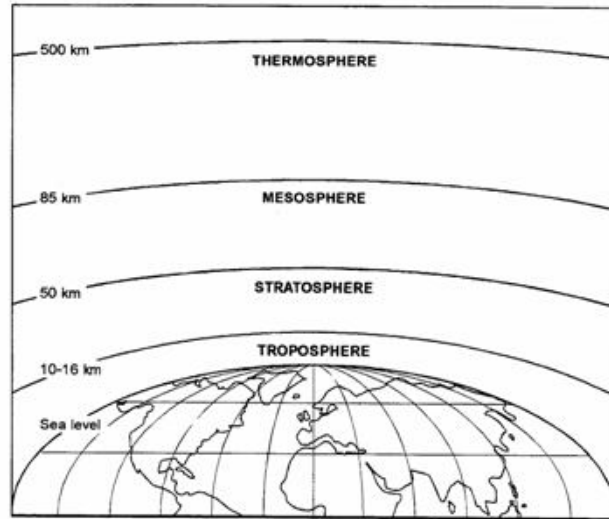 500 km
THERMOSPHERE
85 km
MESOSPHERE
STRATOSPHERE
50 km
TROPOSPHERE
10-16 km
Sea level